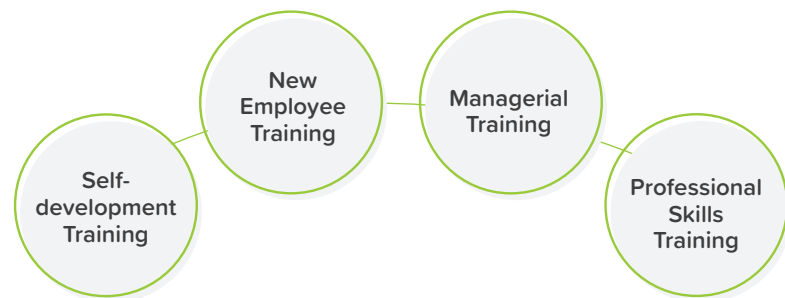 Self-
development
Training
New
Employee
Training
Managerial
Training
Professional
Skills
Training